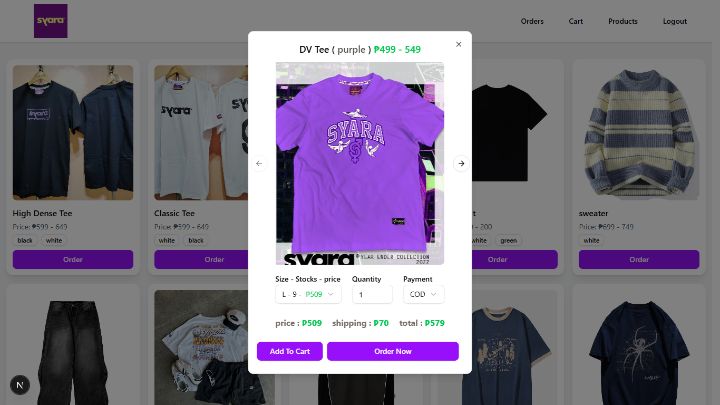 syara
Orders
Cart
Products
Logout
DV Tee ( purple ) ₱499 - 549
SYARA
syara
Size - Stocks - price
Quantity
Payment
L - 9 - ₱509
1
COD
price : ₱509
shipping : ₱70
total : ₱579
Add To Cart
Order Now
High Dense Tee
Price: ₱599 - 649
black
white
Order
Classic Tee
Price: ₱599 - 649
white
black
Order
- 200
white
green
Order
sweater
Price: ₱699 - 749
white
Order
N